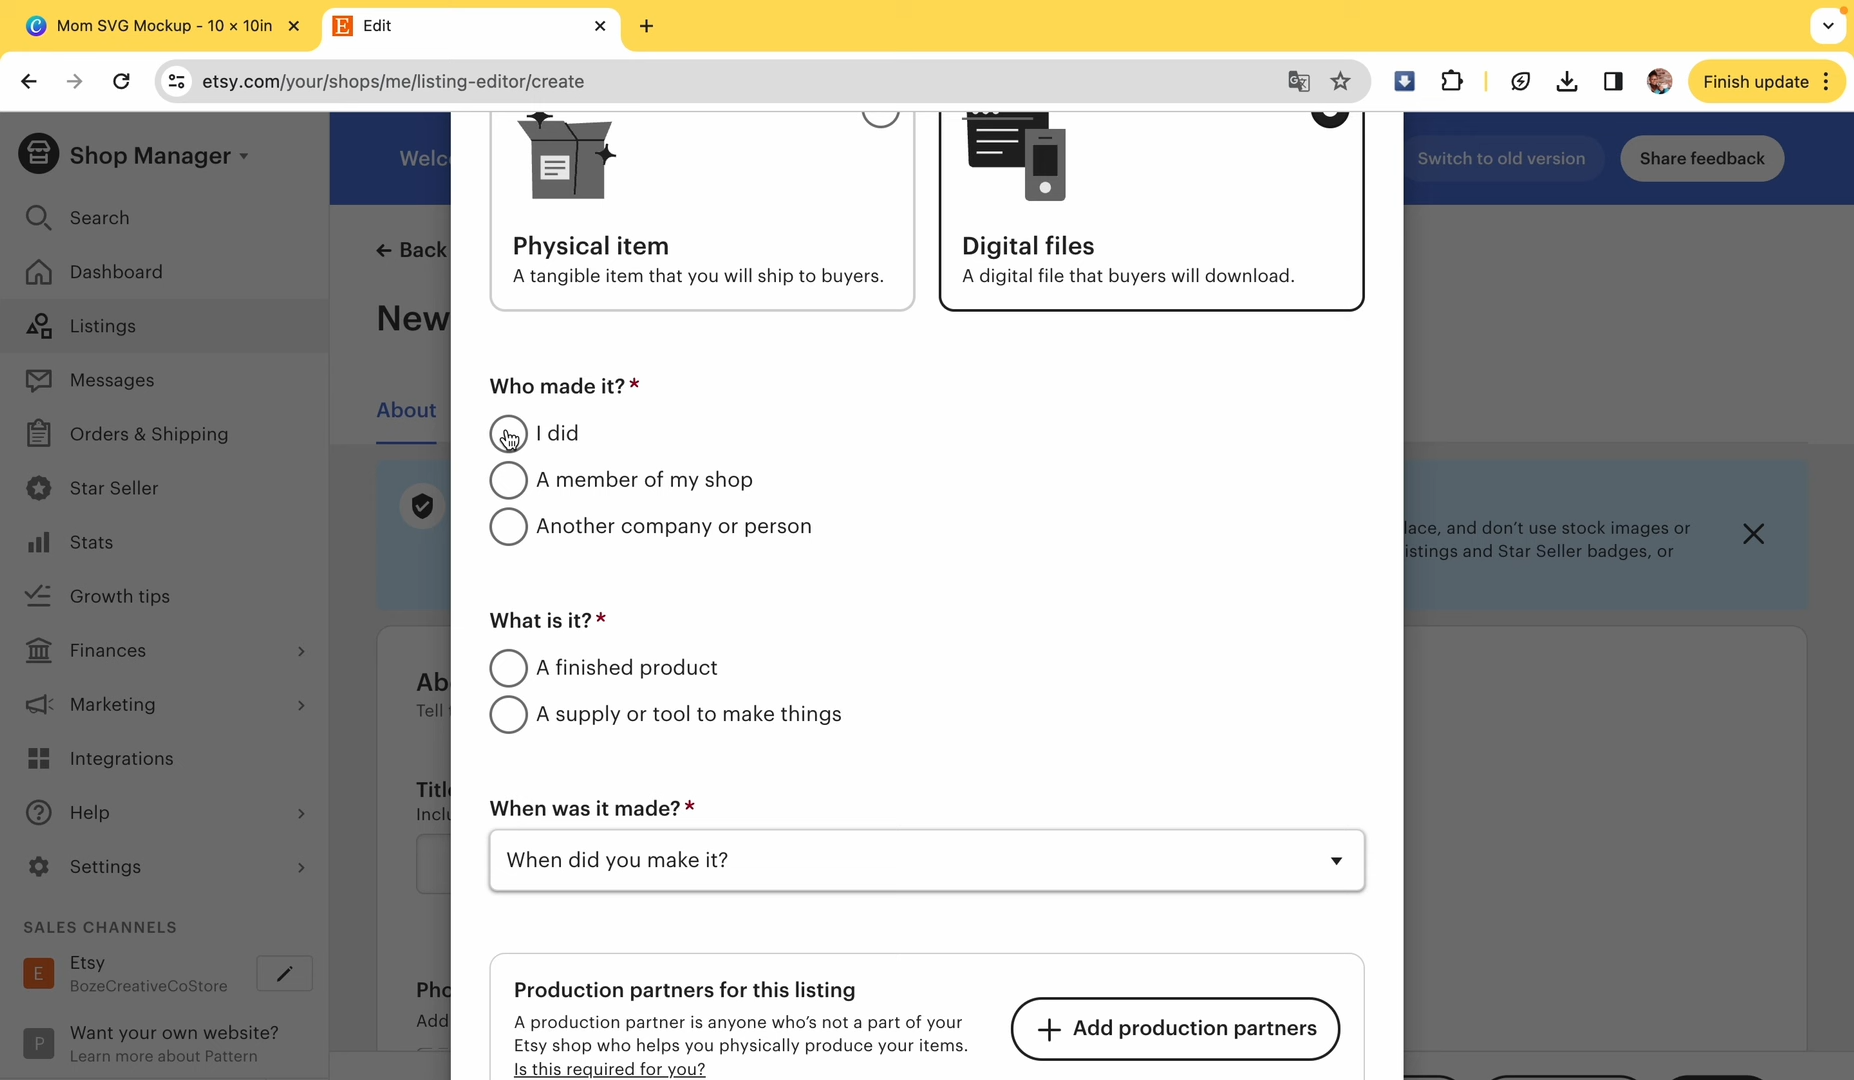 Mom SVG Mockup - 10 × 10in
Edit
etsy.com/your/shops/me/listing-editor/create
Finish update
Shop Manager
Welc
Switch to old version
Share feedback
Search
Dashboard
Listings
Messages
Orders & Shipping
Star Seller
Stats
Growth tips
Finances
Marketing
Integrations
Help
Settings
SALES CHANNELS
E
Etsy
BozeCreativeCoStore
P
Want your own website?
Learn more about Pattern
← Back
New
About
Physical item
A tangible item that you will ship to buyers.
Digital files
A digital file that buyers will download.
Who made it?*
I did
A member of my shop
Another company or person
lace, and don't use stock images or
istings and Star Seller badges, or
What is it?*
A finished product
A supply or tool to make things
Ab
Tell
Title
Inclu
When was it made?*
When did you make it?
Pho
Add
Production partners for this listing
A production partner is anyone who's not a part of your
Etsy shop who helps you physically produce your items.
Is this required for you?
+ Add production partners